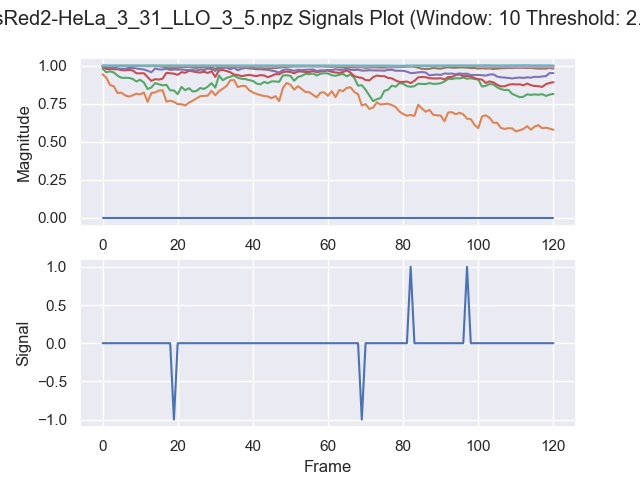 sRed2-HeLa_3_31_LLO_3_5.npz Signals Plot (Window: 10 Threshold: 2.
1.00
0.75
0.50
0.25
0.00
Magnitude
0 20 40 60 80 100 120
1.0
0.5
0.0
−0.5
−1.0
Signal
0 20 40 60 80 100 120
Frame